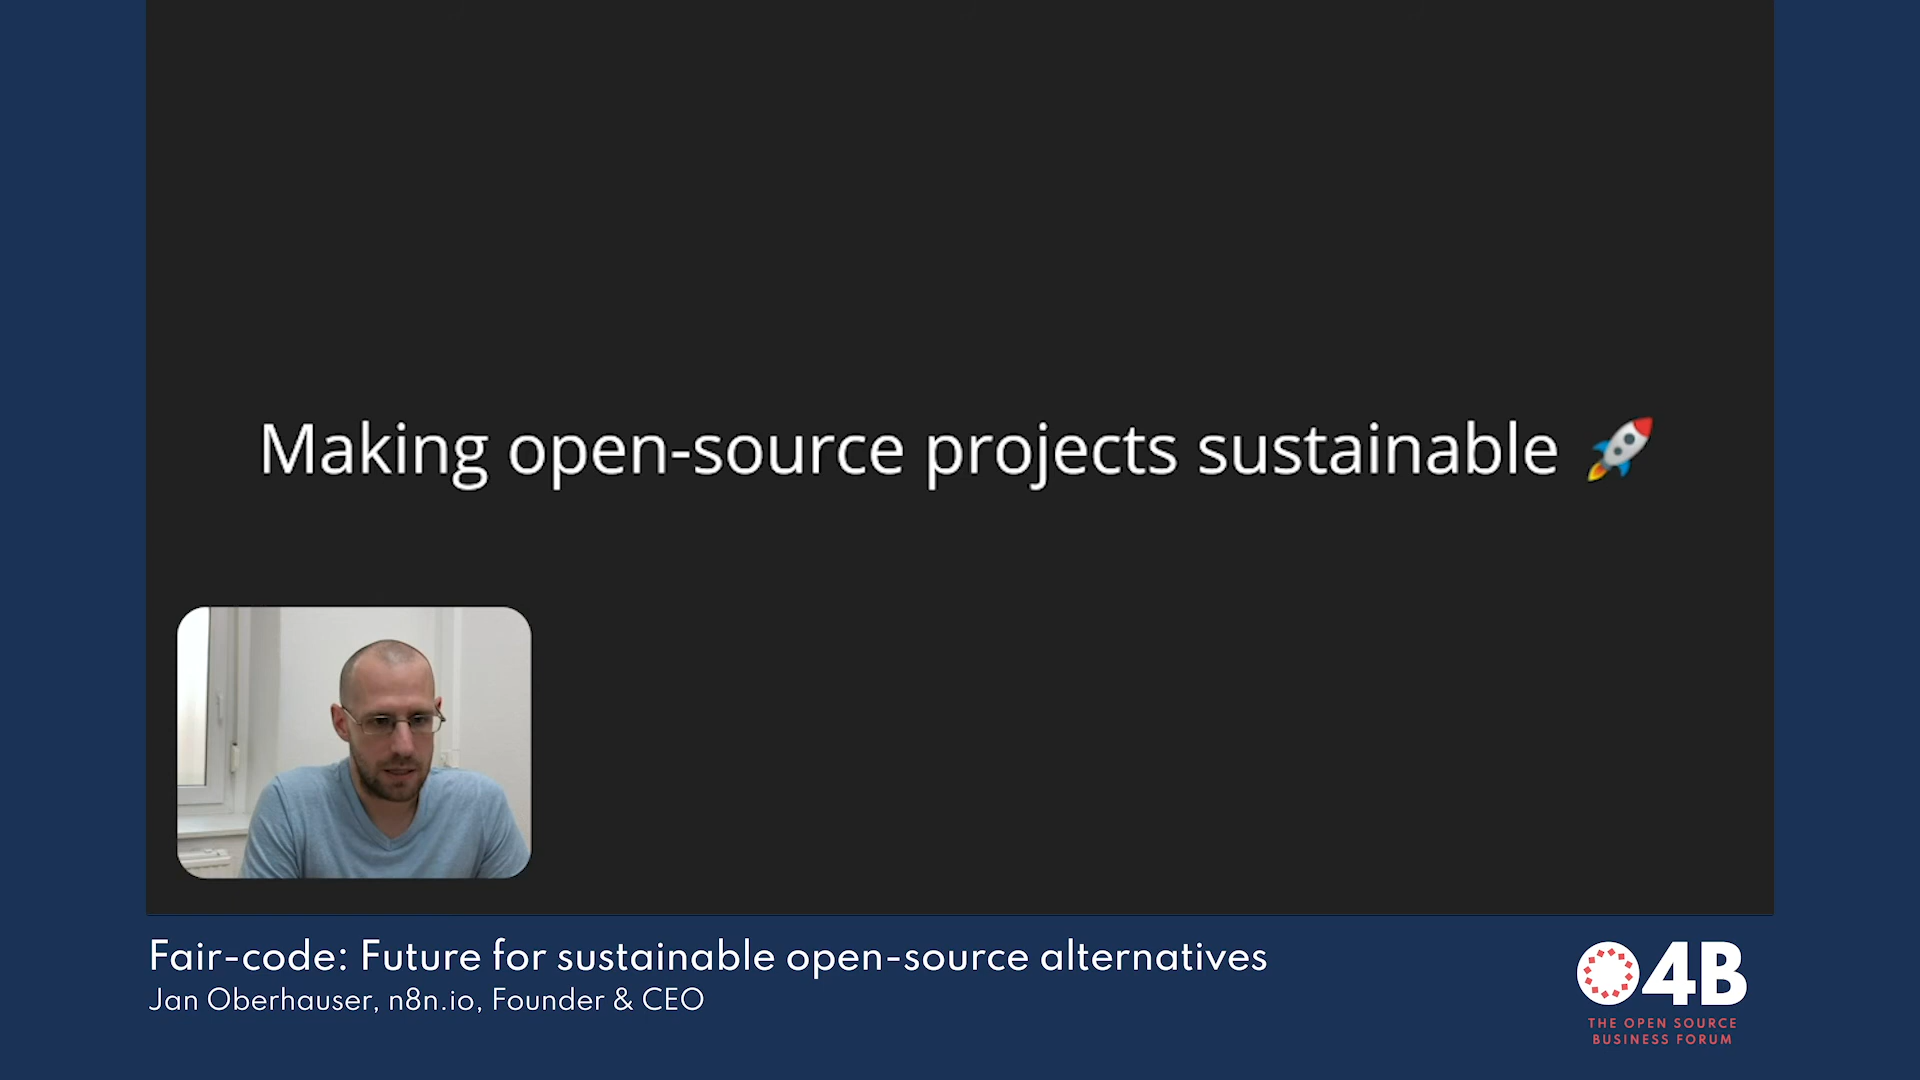 Making open-source projects sustainable 🚀
Fair-code: Future for sustainable open-source alternatives
Jan Oberhauser, n8n.io, Founder & CEO
O4B
THE OPEN SOURCE
BUSINESS FORUM